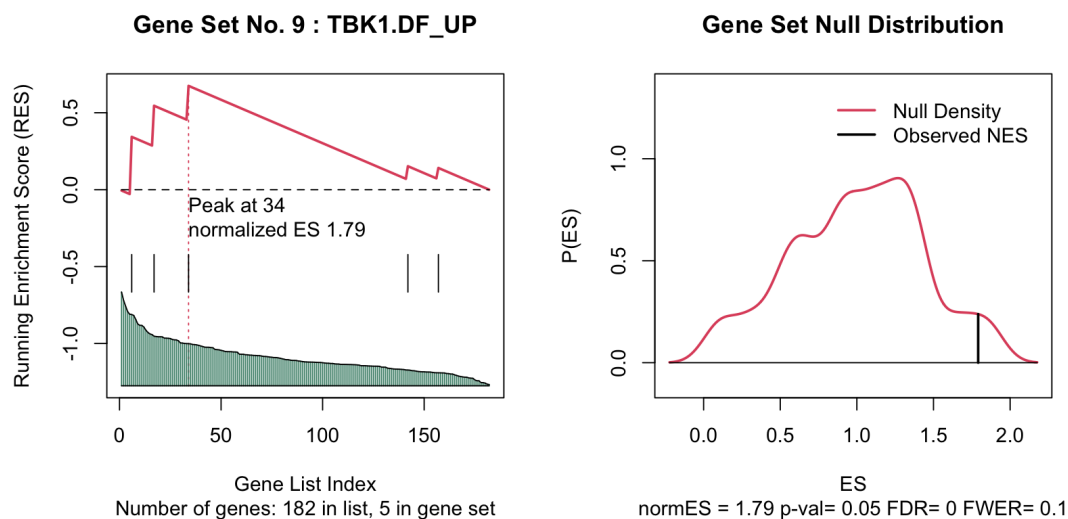 Gene Set No. 9 : TBK1.DF_UP
Running Enrichment Score (RES)
0.5
0.0
-0.5
-1.0
Peak at 34
normalized ES 1.79
0 50 100 150
Gene List Index
Number of genes: 182 in list, 5 in gene set
Gene Set Null Distribution
P(ES)
1.0
0.5
0.0
Null Density
Observed NES
0.0 0.5 1.0 1.5 2.0
ES
normES = 1.79 p-val= 0.05 FDR= 0 FWER= 0.1